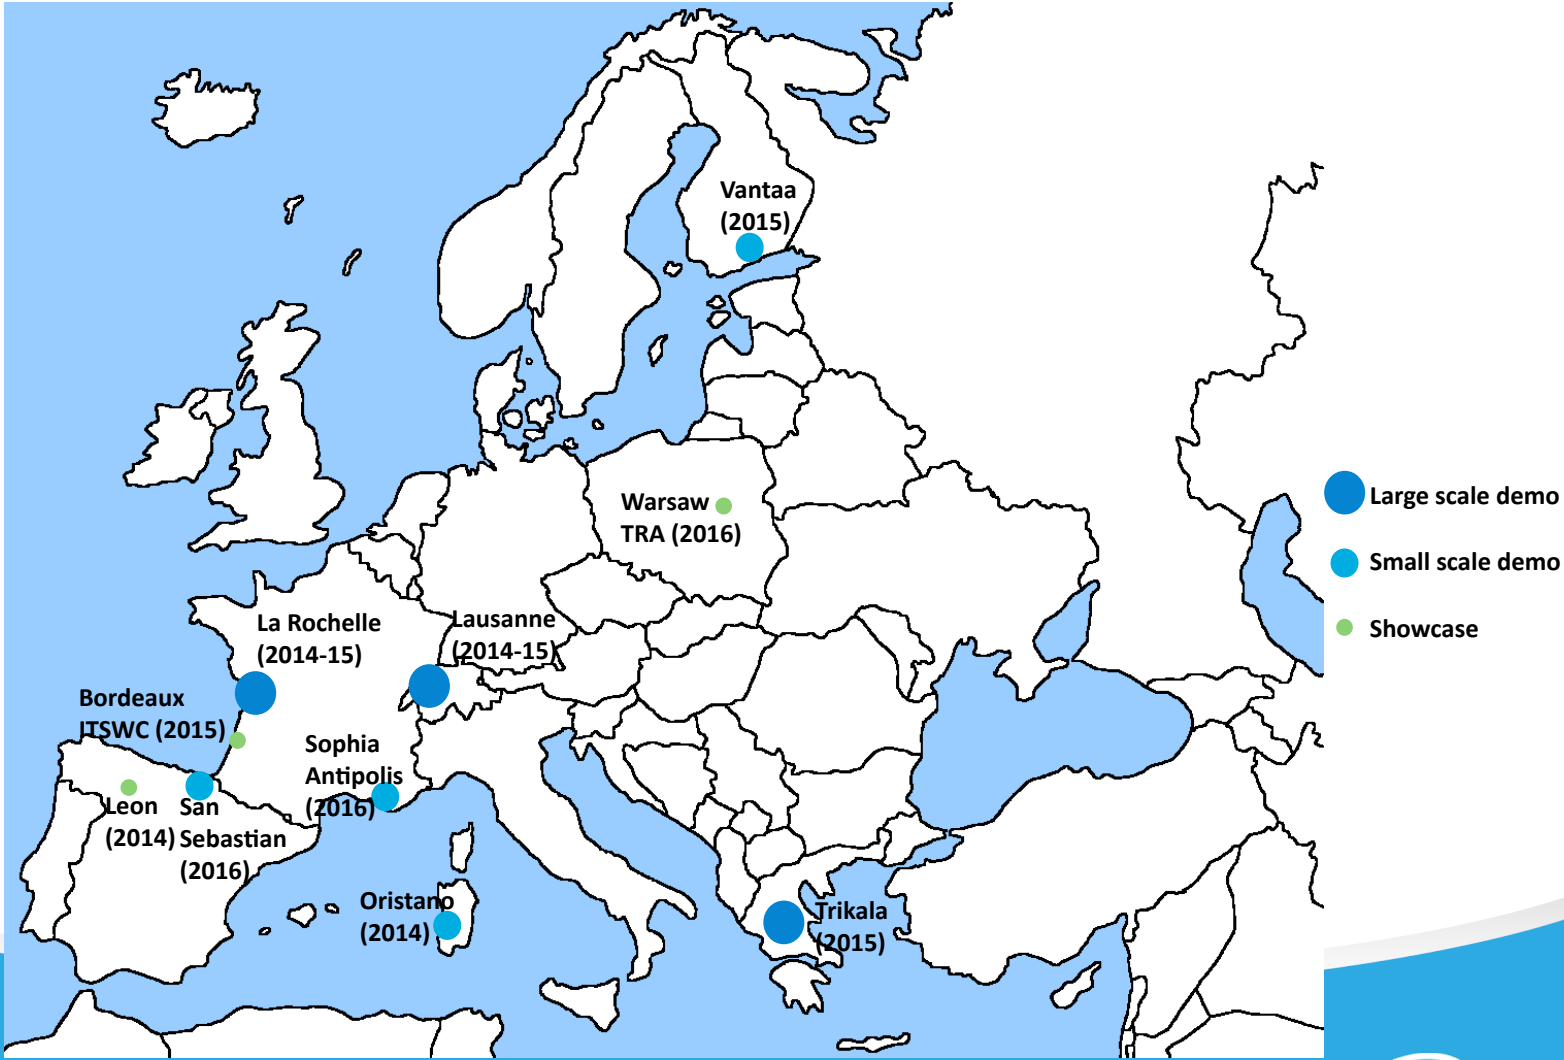 Vantaa
(2015)
Warsaw
TRA (2016)
Large scale demo
Small scale demo
Showcase
La Rochelle
(2014-15)
Lausanne
(2014-15)
Bordeaux
ITSWC (2015)
Sophia
Antipolis
(2016)
Leon
(2014)
San
Sebastian
(2016)
Oristano
(2014)
Trikala
(2015)